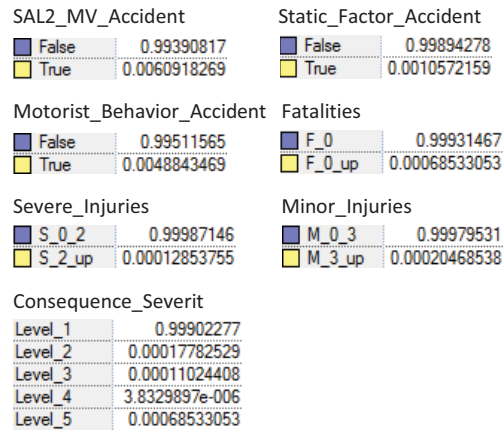 SAL2_MV_Accident
False 0.99390817
True 0.0060918269
Static_Factor_Accident
False 0.99894278
True 0.0010572159
Motorist_Behavior_Accident
False 0.99511565
True 0.0048843469
Fatalities
F_0 0.99931467
F_0_up 0.00068533053
Severe_Injuries
S_0_2 0.99987146
S_2_up 0.00012853755
Minor_Injuries
M_0_3 0.99979531
M_3_up 0.00020468538
Consequence_Severit
Level_1 0.99902277
Level_2 0.00017782529
Level_3 0.00011024408
Level_4 3.8329897e-006
Level_5 0.00068533053